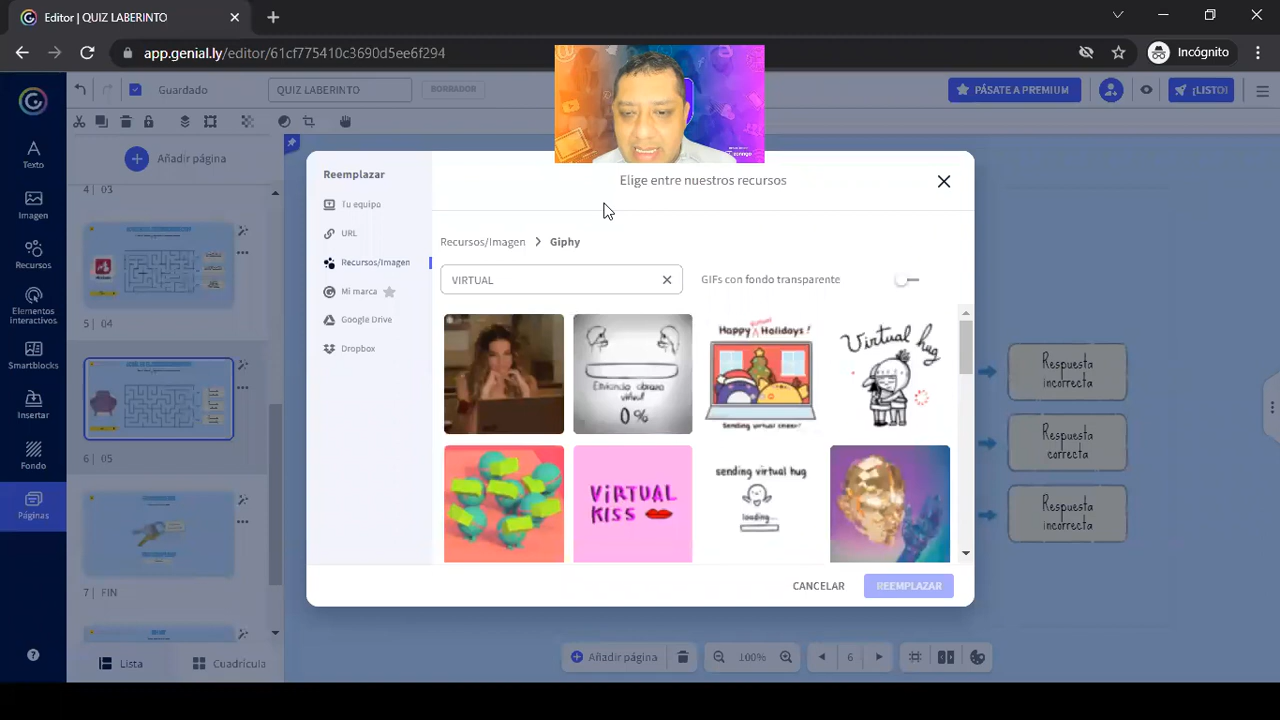 Editor | QUIZ LABERINTO
app.genial.ly/editor/61cf775410c3690d5ee6f294
Incógnito
Guardado
QUIZ LABERINTO
BORRADOR
PÁSATE A PREMIUM
¡LISTO!
Texto
Imagen
Recursos
Elementos
interactivos
Smartblocks
Insertar
Fondo
Páginas
Añadir página
4 | 03
5 | 04
6 | 05
7 | FIN
Lista
Cuadrícula
Reemplazar
Tu equipo
URL
Recursos/Imagen
Mi marca
Google Drive
Dropbox
Elige entre nuestros recursos
Recursos/Imagen > Giphy
VIRTUAL
GIFs con fondo transparente
Enviando abrazo
virtual
0%
Happy Virtual Holidays!
Sending virtual cheer!
Virtual hug
VIRTUAL
KISS
sending virtual hug
loading...
CANCELAR
REEMPLAZAR
Respuesta
incorrecta
Respuesta
correcta
Respuesta
incorrecta
Añadir página
100%
6